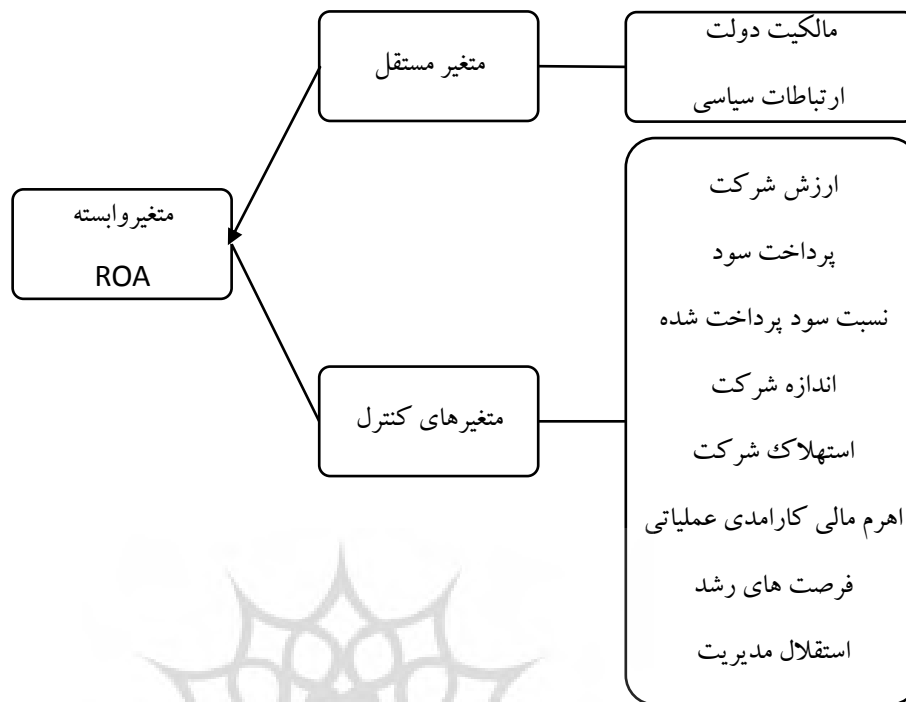 مالکیت دولت
ارتباطات سیاسی
متغیر مستقل
متغیروابسته
ROA
متغیرهای کنترل
ارزش شرکت
پرداخت سود
نسبت سود پرداخت شده
اندازه شرکت
استهلاک شرکت
اهرم مالی کارامدی عملیاتی
فرصت های رشد
استقلال مدیریت